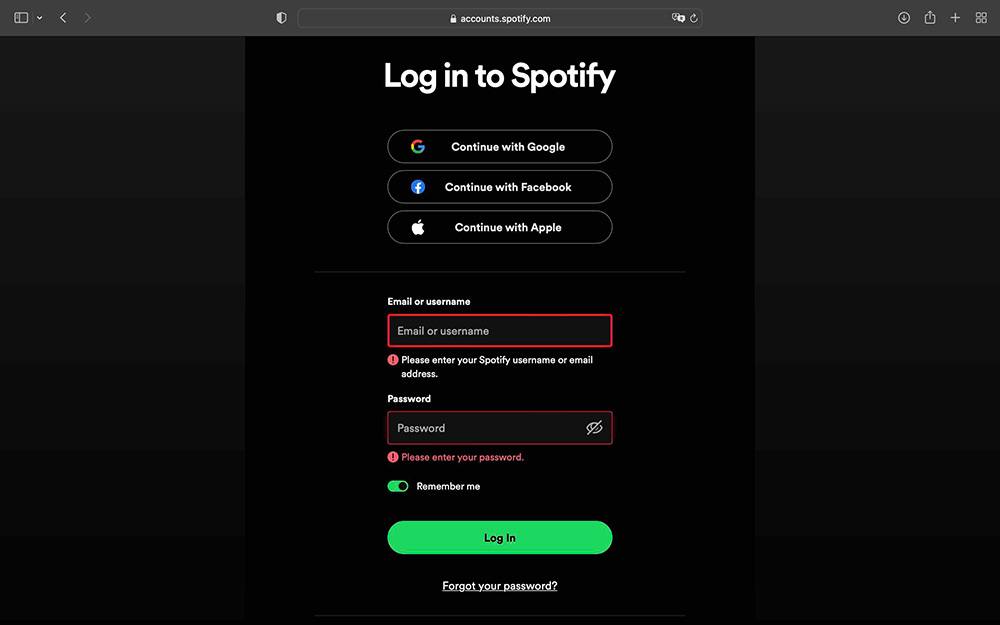 accounts.spotify.com
Log in to Spotify
Continue with Google
Continue with Facebook
Continue with Apple
Email or username
Email or username
Please enter your Spotify username or email
address.
Password
Password
Please enter your password.
Remember me
Log In
Forgot your password?